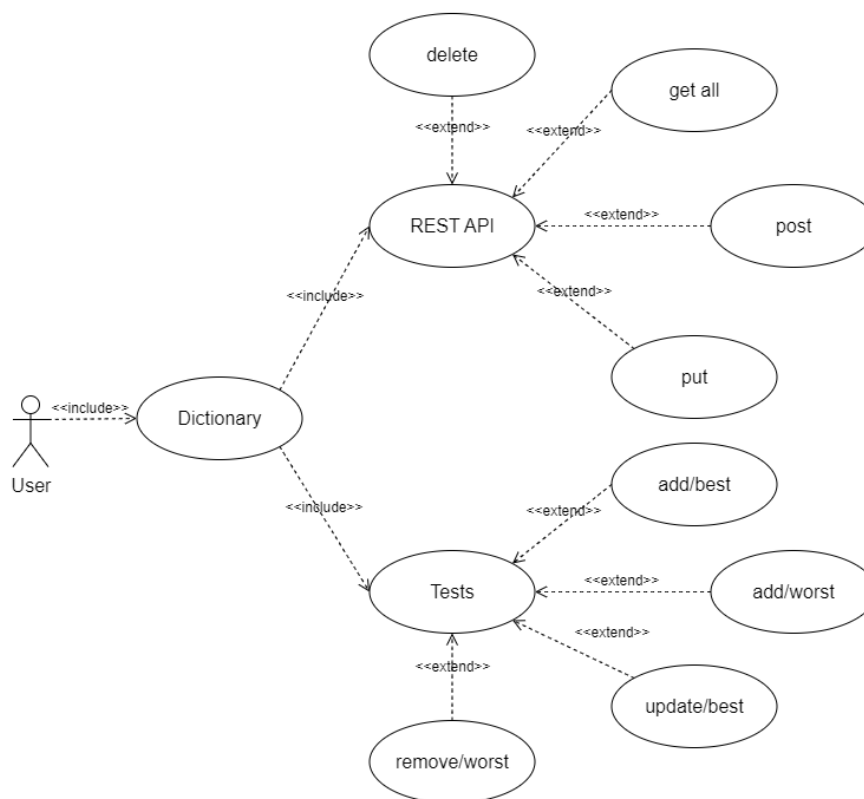 delete
get all
<<extend>>
<<extend>>
<<extend>>
REST API
post
<<include>>
<<extend>>
put
<<include>>
Dictionary
User
<<include>>
add/best
<<extend>>
<<extend>>
Tests
add/worst
<<extend>>
<<extend>>
update/best
remove/worst